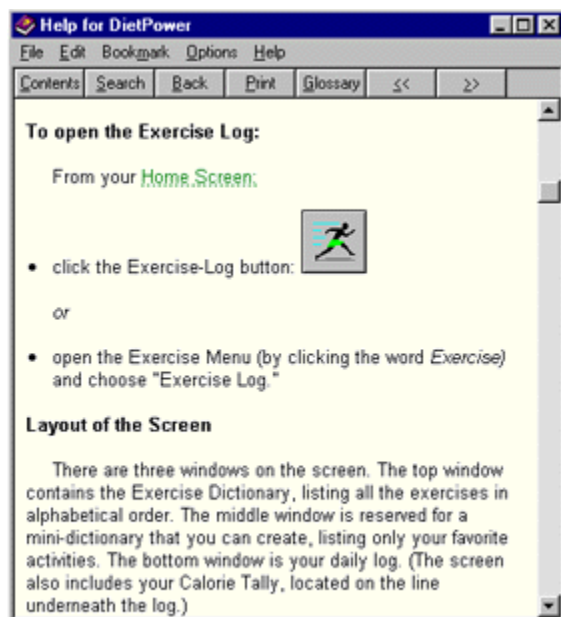 Help for DietPower
File Edit Bookmark Options Help
Contents Search Back Print Glossary << >>
To open the Exercise Log:
From your Home Screen:
• click the Exercise-Log button:
or
• open the Exercise Menu (by clicking the word Exercise)
and choose "Exercise Log."
Layout of the Screen
There are three windows on the screen. The top window
contains the Exercise Dictionary, listing all the exercises in
alphabetical order. The middle window is reserved for a
mini-dictionary that you can create, listing only your favorite
activities. The bottom window is your daily log. (The screen
also includes your Calorie Tally, located on the line
underneath the log.)